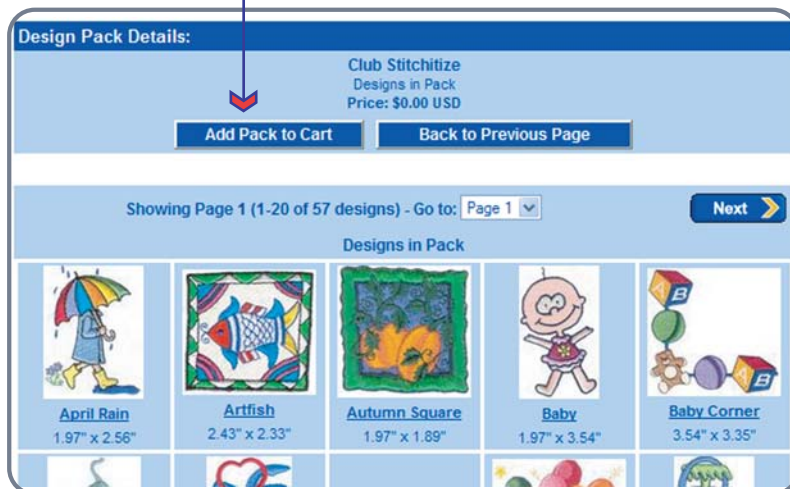 Design Pack Details:
Club Stitchitize
Designs in Pack
Price: $0.00 USD
Add Pack to Cart
Back to Previous Page
Showing Page 1 (1-20 of 57 designs) - Go to: Page 1
Next
Designs in Pack
A B
A B
April Rain
1.97" x 2.56"
Artfish
2.43" x 2.33"
Autumn Square
1.97" x 1.89"
Baby
1.97" x 3.54"
Baby Corner
3.54" x 3.35"